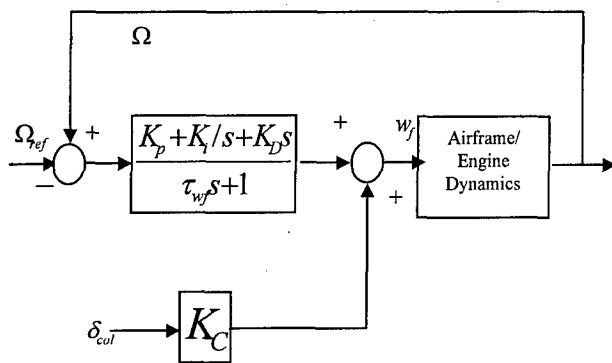 Ω
Ω_ref
+
−
K_p + K_i/s + K_D s
τ_wf s + 1
+
+
w_f
Airframe/
Engine
Dynamics
δ_col
K_C